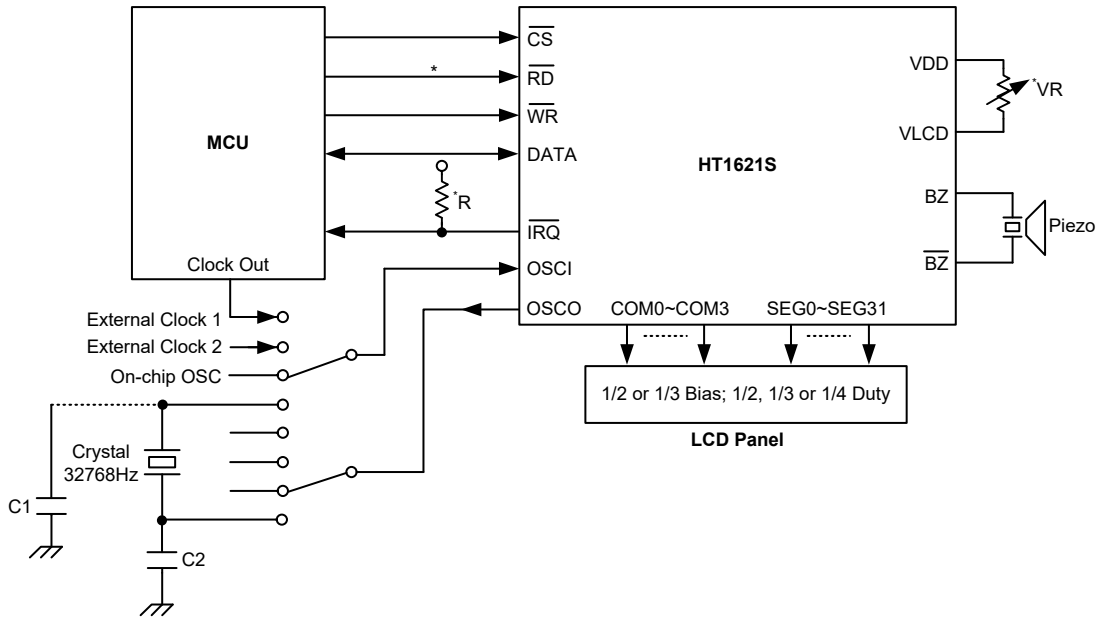 MCU
Clock Out
CS
RD
WR
DATA
IRQ
OSCI
OSCO
*
*R
HT1621S
VDD
VLCD
BZ
BZ
*VR
Piezo
COM0~COM3
SEG0~SEG31
External Clock 1
External Clock 2
On-chip OSC
Crystal
32768Hz
C1
C2
1/2 or 1/3 Bias; 1/2, 1/3 or 1/4 Duty
LCD Panel